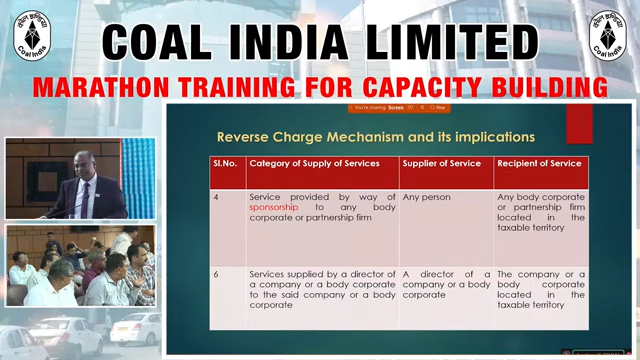 COAL INDIA LIMITED
MARATHON TRAINING FOR CAPACITY BUILDING
Coal India
Coal India
You're sharing Screen
Reverse Charge Mechanism and its implications
Sl.No. Category of Supply of Services Supplier of Service Recipient of Service
4 Service provided by way of Any person Any body corporate
sponsorship to any body or partnership firm
corporate or partnership firm located in the
taxable territory
6 Services supplied by a director of A director of a The company or a
a company or a body corporate company or a body body corporate
to the said company or a body corporate located in the
corporate taxable territory